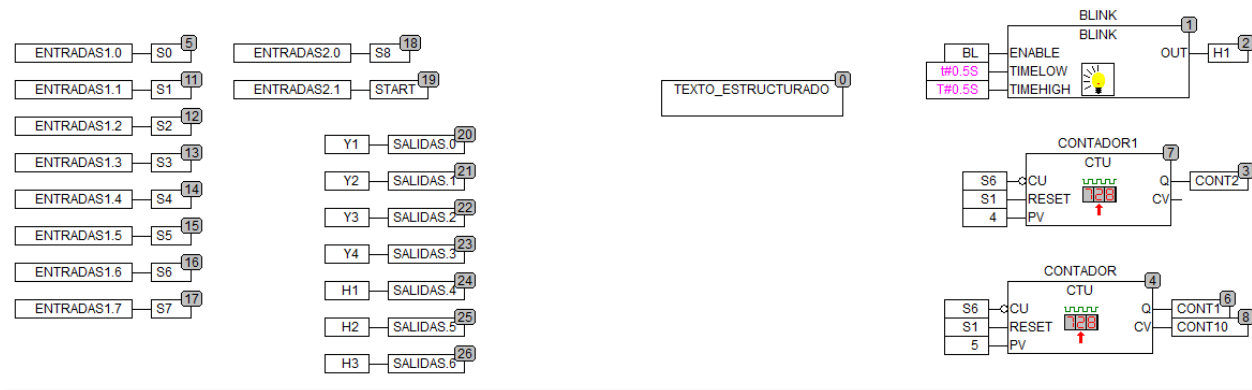 ENTRADAS1.0 S0 5
ENTRADAS1.1 S1 11
ENTRADAS1.2 S2 12
ENTRADAS1.3 S3 13
ENTRADAS1.4 S4 14
ENTRADAS1.5 S5 15
ENTRADAS1.6 S6 16
ENTRADAS1.7 S7 17
ENTRADAS2.0 S8 18
ENTRADAS2.1 START 19
Y1 SALIDAS.0 20
Y2 SALIDAS.1 21
Y3 SALIDAS.2 22
Y4 SALIDAS.3 23
H1 SALIDAS.4 24
H2 SALIDAS.5 25
H3 SALIDAS.6 26
TEXTO_ESTRUCTURADO 0
BLINK
1
BLINK
BL ENABLE OUT H1 2
t#0.5S TIMELOW
T#0.5S TIMEHIGH
CONTADOR1
7
CTU
S6 CU Q CONT2 3
S1 RESET 728 CV
4 PV
CONTADOR
4
CTU
S6 CU Q CONT1 6
S1 RESET 728 CV CONT10 8
5 PV